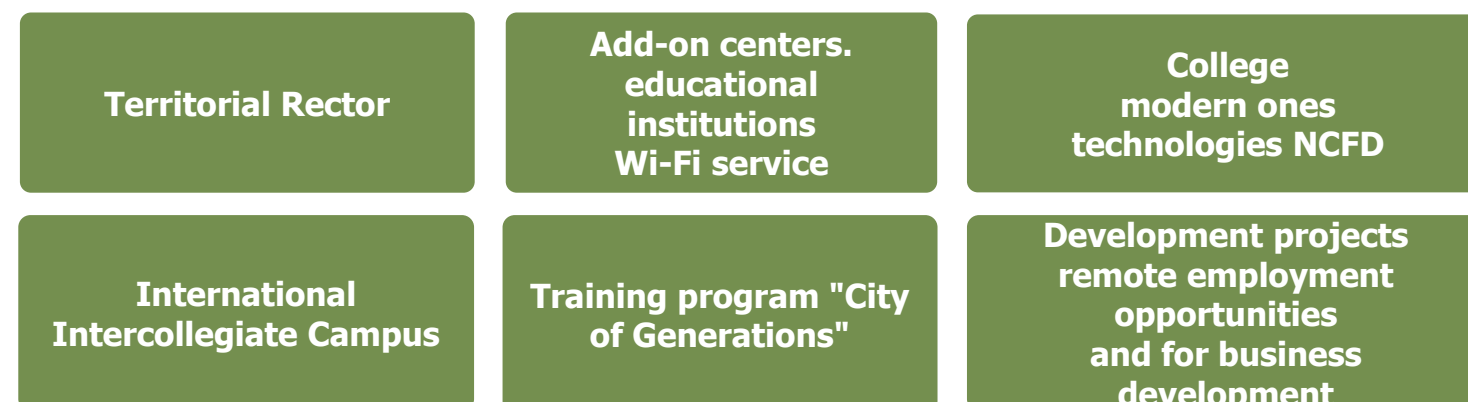 Territorial Rector
Add-on centers.
educational
institutions
Wi-Fi service
College
modern ones
technologies NCFD
International
Intercollegiate Campus
Training program "City
of Generations"
Development projects
remote employment
opportunities
and for business
development